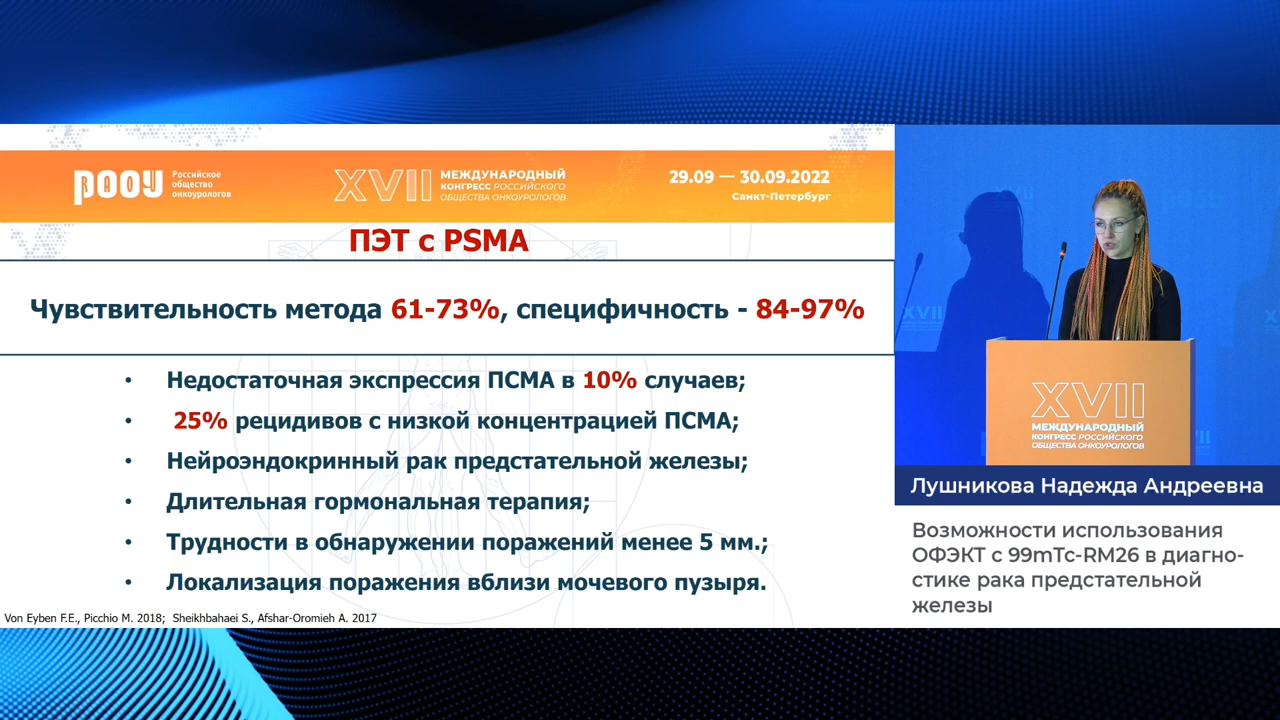 РООУ
Российское
общество
онкоурологов
XVII
МЕЖДУНАРОДНЫЙ
КОНГРЕСС РОССИЙСКОГО
ОБЩЕСТВА ОНКОУРОЛОГОВ
29.09 — 30.09.2022
Санкт-Петербург
ПЭТ с PSMA
Чувствительность метода 61-73%, специфичность - 84-97%
• Недостаточная экспрессия ПСМА в 10% случаев;
• 25% рецидивов с низкой концентрацией ПСМА;
• Нейроэндокринный рак предстательной железы;
• Длительная гормональная терапия;
• Трудности в обнаружении поражений менее 5 мм.;
• Локализация поражения вблизи мочевого пузыря.
Von Eyben F.E., Picchio M. 2018; Sheikhbahaei S., Afshar-Oromieh A. 2017
XVII
МЕЖДУНАРОДНЫЙ
КОНГРЕСС РОССИЙСКОГО
ОБЩЕСТВА ОНКОУРОЛОГОВ
Лушникова Надежда Андреевна
Возможности использования
ОФЭКТ с 99mTc-RM26 в диагно-
стике рака предстательной
железы